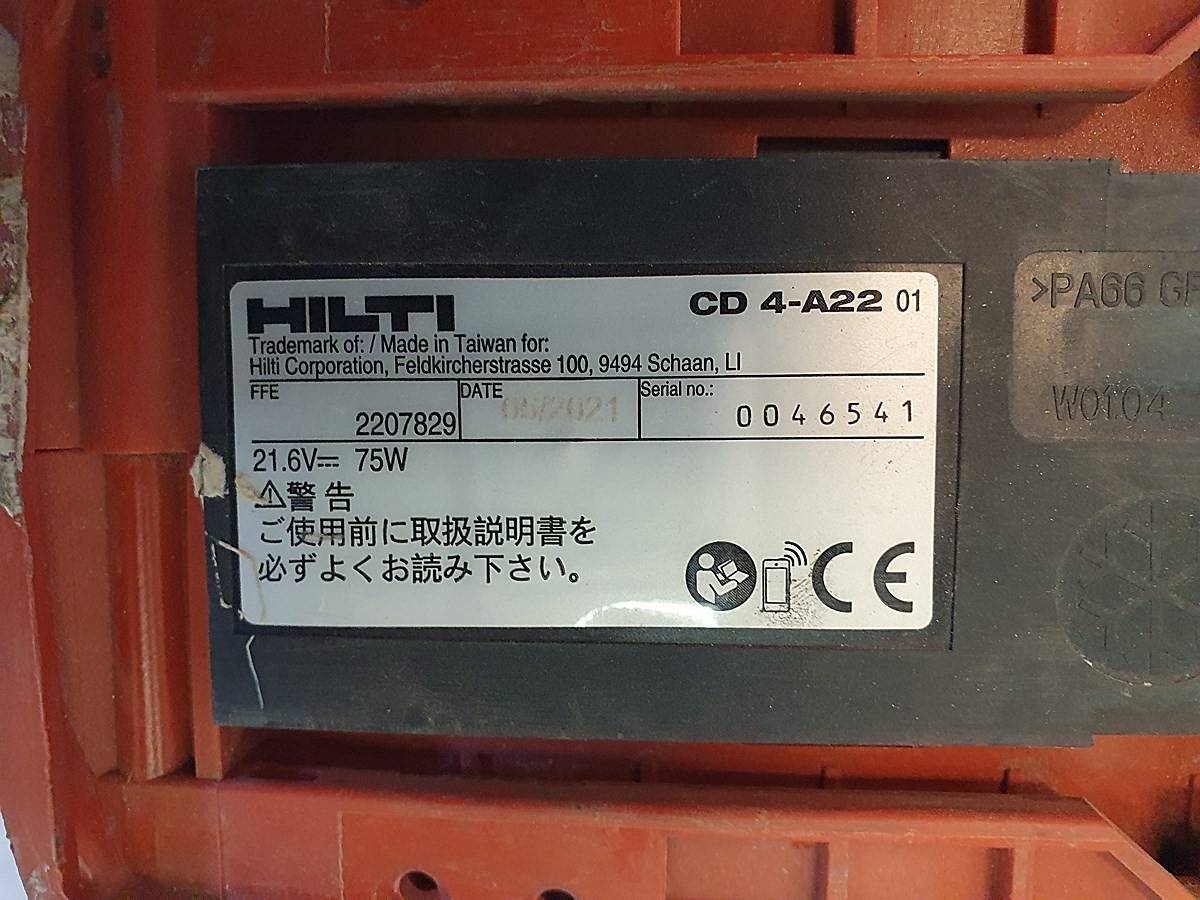 HILTI
CD 4-A22 01
Trademark of: / Made in Taiwan for:
Hilti Corporation, Feldkircherstrasse 100, 9494 Schaan, LI
FFE
2207829
DATE
05/2021
Serial no.:
0046541
21.6V⎓ 75W
⚠警告
ご使用前に取扱説明書を
必ずよくお読み下さい。
CE
>PA66
W0104